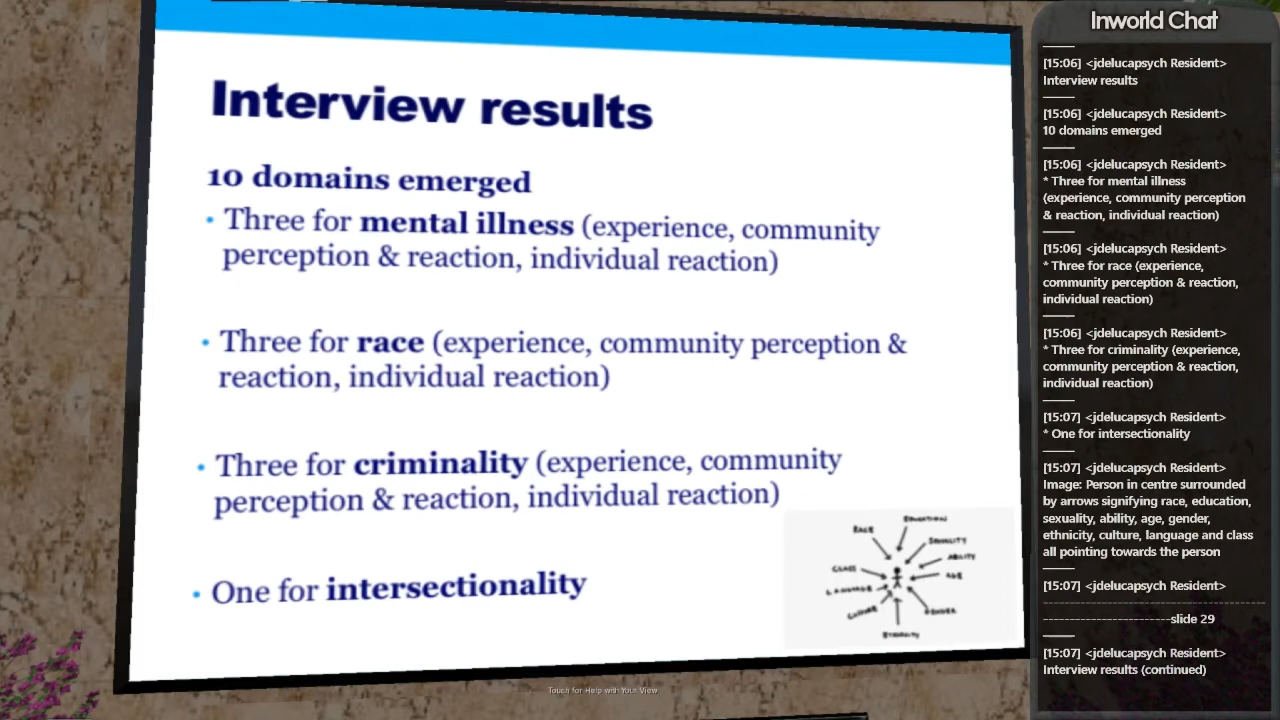 Interview results
10 domains emerged
• Three for mental illness (experience, community
perception & reaction, individual reaction)
• Three for race (experience, community perception &
reaction, individual reaction)
• Three for criminality (experience, community
perception & reaction, individual reaction)
• One for intersectionality
RACE
EDUCATION
SEXUALITY
ABILITY
AGE
GENDER
ETHNICITY
CULTURE
LANGUAGE
CLASS
Touch for Help with Your View
Inworld Chat
[15:06] <jdelucapsych Resident>
Interview results
[15:06] <jdelucapsych Resident>
10 domains emerged
[15:06] <jdelucapsych Resident>
* Three for mental illness
(experience, community perception
& reaction, individual reaction)
[15:06] <jdelucapsych Resident>
* Three for race (experience,
community perception & reaction,
individual reaction)
[15:06] <jdelucapsych Resident>
* Three for criminality (experience,
community perception & reaction,
individual reaction)
[15:07] <jdelucapsych Resident>
* One for intersectionality
[15:07] <jdelucapsych Resident>
Image: Person in centre surrounded
by arrows signifying race, education,
sexuality, ability, age, gender,
ethnicity, culture, language and class
all pointing towards the person
[15:07] <jdelucapsych Resident>
--------------------------------------------------
-----------------------------slide 29
[15:07] <jdelucapsych Resident>
Interview results (continued)